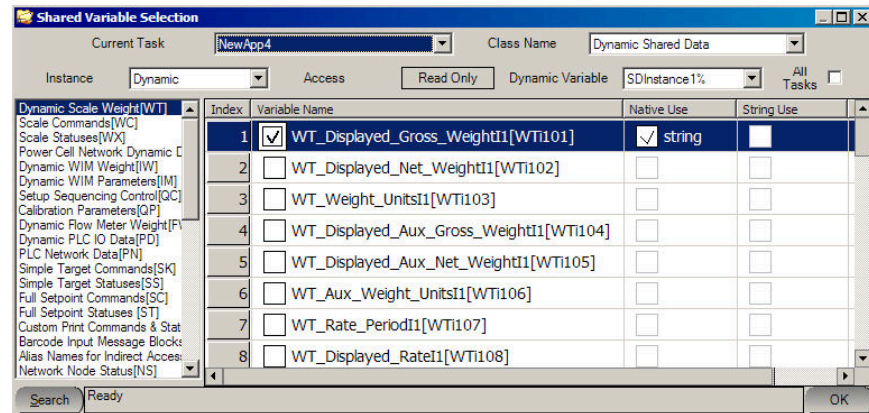 Shared Variable Selection
Current Task NewApp4 Class Name Dynamic Shared Data
Instance Dynamic Access Read Only Dynamic Variable SDInstance1% All Tasks
Dynamic Scale Weight[WT]
Scale Commands[WC]
Scale Statuses[WX]
Power Cell Network Dynamic D
Dynamic WIM Weight[IW]
Dynamic WIM Parameters[IM]
Setup Sequencing Control[QC]
Calibration Parameters[QP]
Dynamic Flow Meter Weight[F
Dynamic PLC IO Data[PD]
PLC Network Data[PN]
Simple Target Commands[SK]
Simple Target Statuses[SS]
Full Setpoint Commands[SC]
Full Setpoint Statuses [ST]
Custom Print Commands & Stat
Barcode Input Message Blocks
Alias Names for Indirect Access
Network Node Status[NS]
Index Variable Name Native Use String Use
1 WT_Displayed_Gross_WeightI1[WTi101] string
2 WT_Displayed_Net_WeightI1[WTi102]
3 WT_Weight_UnitsI1[WTi103]
4 WT_Displayed_Aux_Gross_WeightI1[WTi104]
5 WT_Displayed_Aux_Net_WeightI1[WTi105]
6 WT_Aux_Weight_UnitsI1[WTi106]
7 WT_Rate_PeriodI1[WTi107]
8 WT_Displayed_RateI1[WTi108]
Search Ready OK